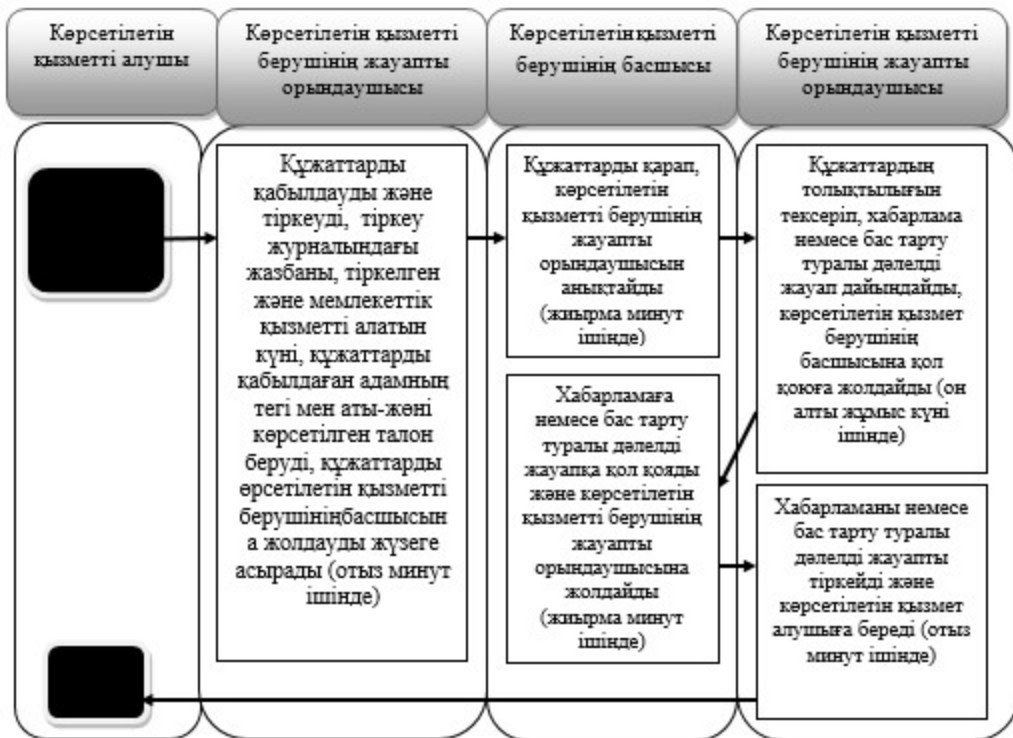 Көрсетілетін
қызметті алушы
Көрсетілетін қызметті
берушінің жауапты
орындаушысы
Көрсетілетін қызметті
берушінің басшысы
Көрсетілетін қызметті
берушінің жауапты
орындаушысы
Құжаттарды
қабылдауды және
тіркеуді, тіркеу
журналындағы
жазбаны, тіркелген
және мемлекеттік
қызметті алатын
күні, құжаттарды
қабылдаған адамның
тегі мен аты-жөні
көрсетілген талон
беруді, құжаттарды
өрсетілетін қызметті
берушініңбасшысын
а жолдауды жүзеге
асырады (отыз минут
ішінде)
Құжаттарды қарап,
көрсетілетін
қызметті берушінің
жауапты
орындаушысын
анықтайды
(жиырма минут
ішінде)
Хабарламаға
немесе бас тарту
туралы дәлелді
жауапқа қол қояды
және көрсетілетін
қызметті берушінің
жауапты
орындаушысына
жолдайды
(жиырма минут
ішінде)
Құжаттардың
толықтылығын
тексеріп, хабарлама
немесе бас тарту
туралы дәлелді
жауап дайындайды,
көрсетілетін қызмет
берушінің
басшысына қол
қоюға жолдайды (он
алты жұмыс күні
ішінде)
Хабарламаны немесе
бас тарту туралы
дәлелді жауапты
тіркейді және
көрсетілетін қызмет
алушыға береді (отыз
минут ішінде)